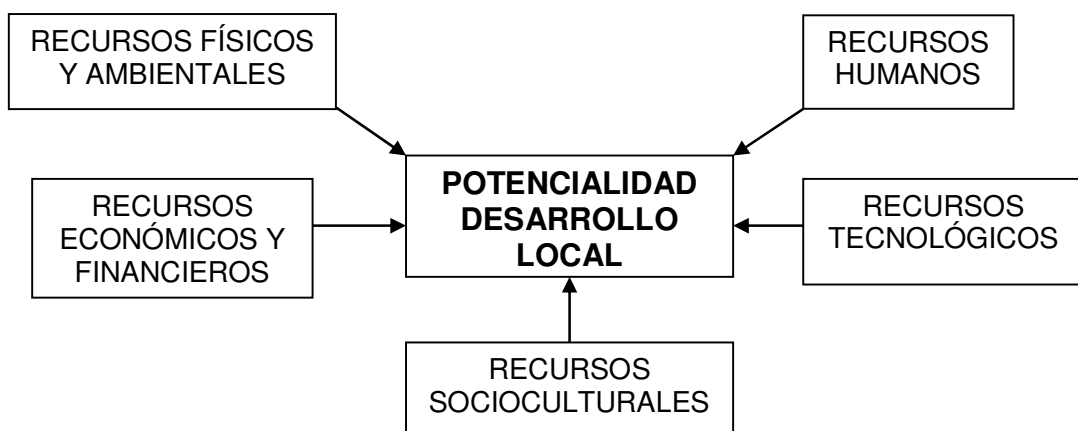 RECURSOS FÍSICOS
Y AMBIENTALES
RECURSOS
HUMANOS
POTENCIALIDAD
DESARROLLO
LOCAL
RECURSOS
ECONÓMICOS Y
FINANCIEROS
RECURSOS
TECNOLÓGICOS
RECURSOS
SOCIOCULTURALES